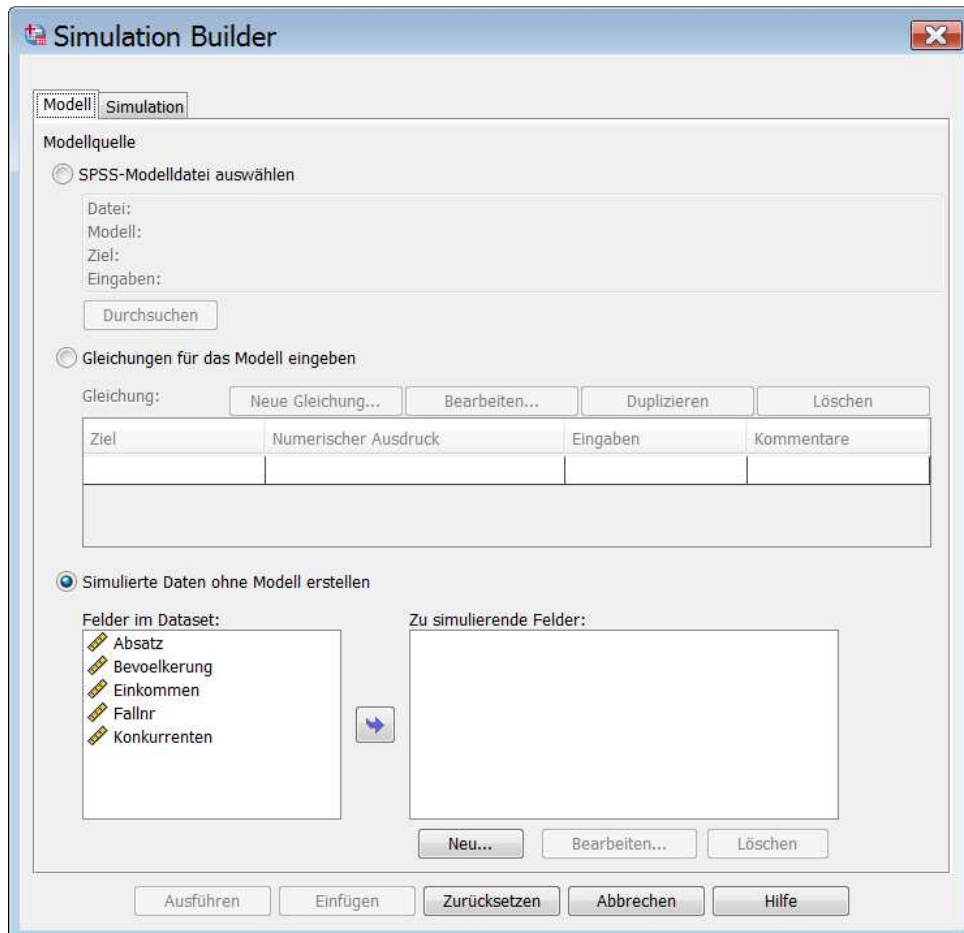 Simulation Builder
Modell Simulation
Modellquelle
SPSS-Modelldatei auswählen
Datei:
Modell:
Ziel:
Eingaben:
Durchsuchen
Gleichungen für das Modell eingeben
Gleichung: Neue Gleichung... Bearbeiten... Duplizieren Löschen
Ziel Numerischer Ausdruck Eingaben Kommentare
Simulierte Daten ohne Modell erstellen
Felder im Dataset: Zu simulierende Felder:
Absatz
Bevoelkerung
Einkommen
Fallnr
Konkurrenten
Neu... Bearbeiten... Löschen
Ausführen Einfügen Zurücksetzen Abbrechen Hilfe